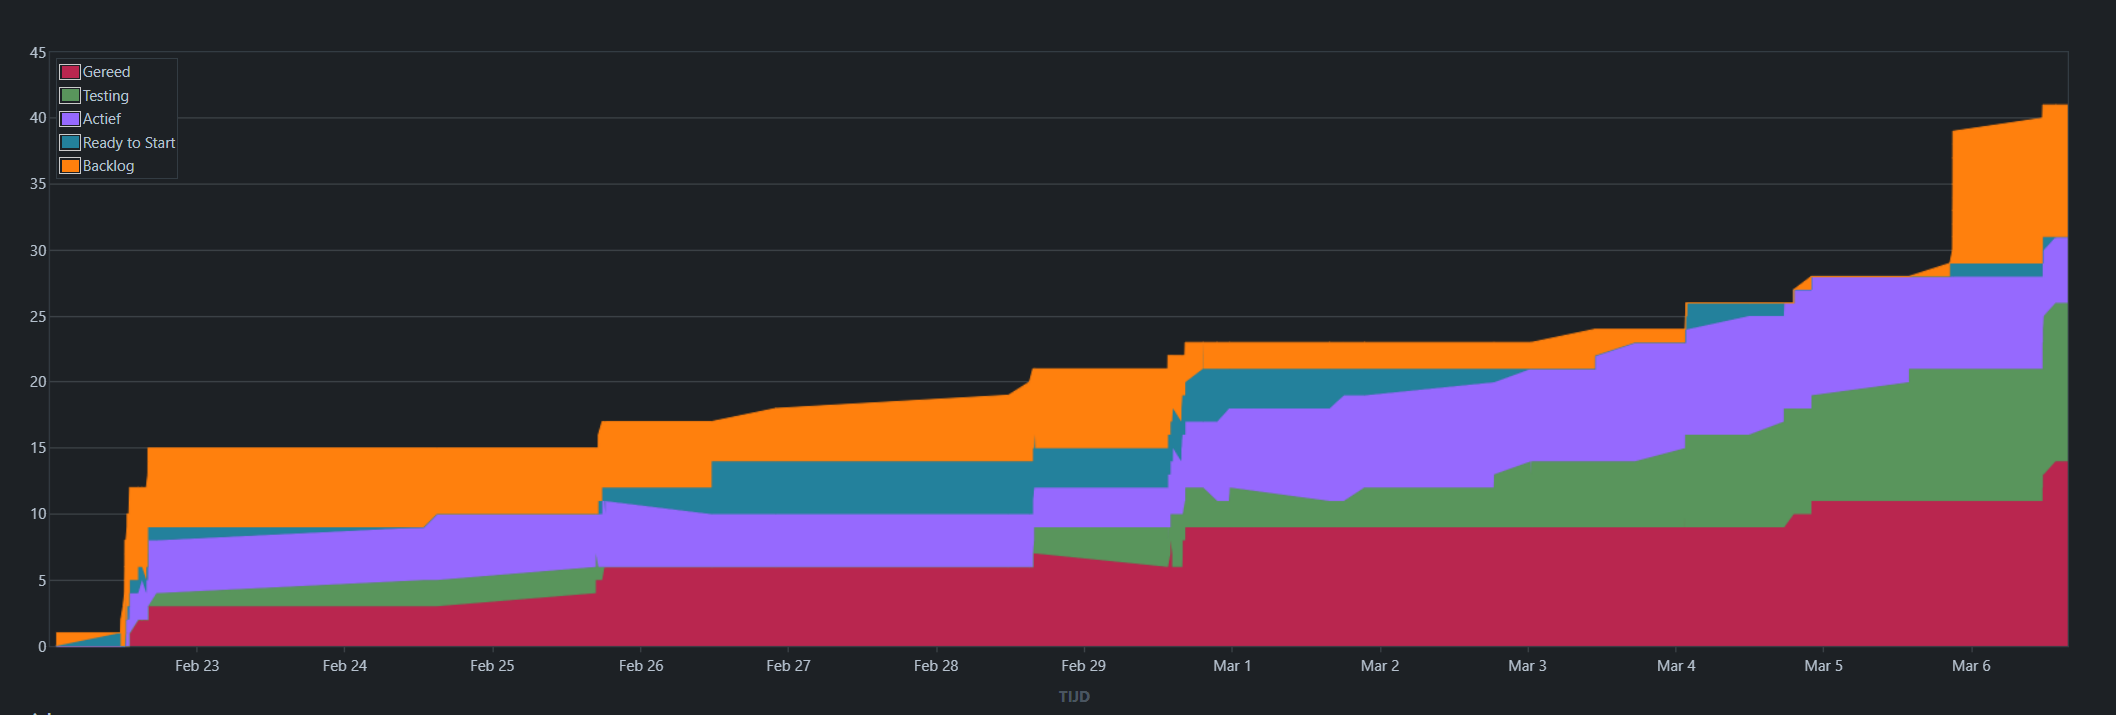 45
40
35
30
25
20
15
10
5
0
Gereed
Testing
Actief
Ready to Start
Backlog
Feb 23 Feb 24 Feb 25 Feb 26 Feb 27 Feb 28 Feb 29 Mar 1 Mar 2 Mar 3 Mar 4 Mar 5 Mar 6
TIJD